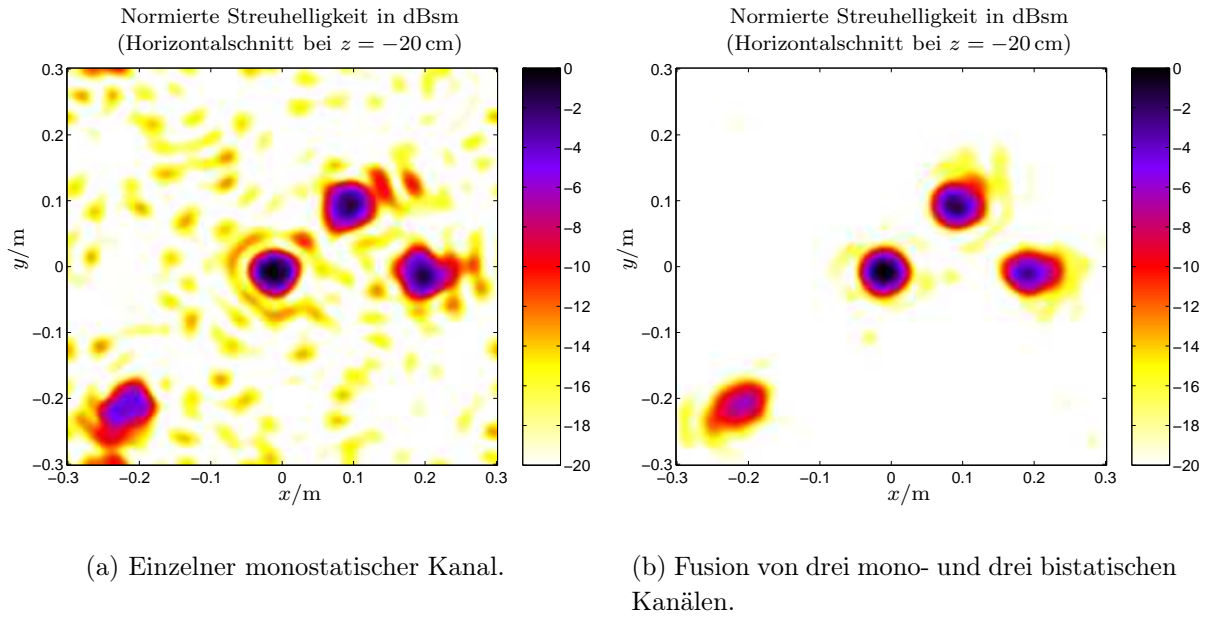 Normierte Streuhelligkeit in dBsm
(Horizontalschnitt bei z = −20 cm)
0.3
0.2
0.1
0
−0.1
−0.2
−0.3
y/m
−0.3 −0.2 −0.1 0 0.1 0.2 0.3
x/m
0
−2
−4
−6
−8
−10
−12
−14
−16
−18
−20
(a) Einzelner monostatischer Kanal.
Normierte Streuhelligkeit in dBsm
(Horizontalschnitt bei z = −20 cm)
0.3
0.2
0.1
0
−0.1
−0.2
−0.3
y/m
−0.3 −0.2 −0.1 0 0.1 0.2 0.3
x/m
0
−2
−4
−6
−8
−10
−12
−14
−16
−18
−20
(b) Fusion von drei mono- und drei bistatischen
Kanälen.